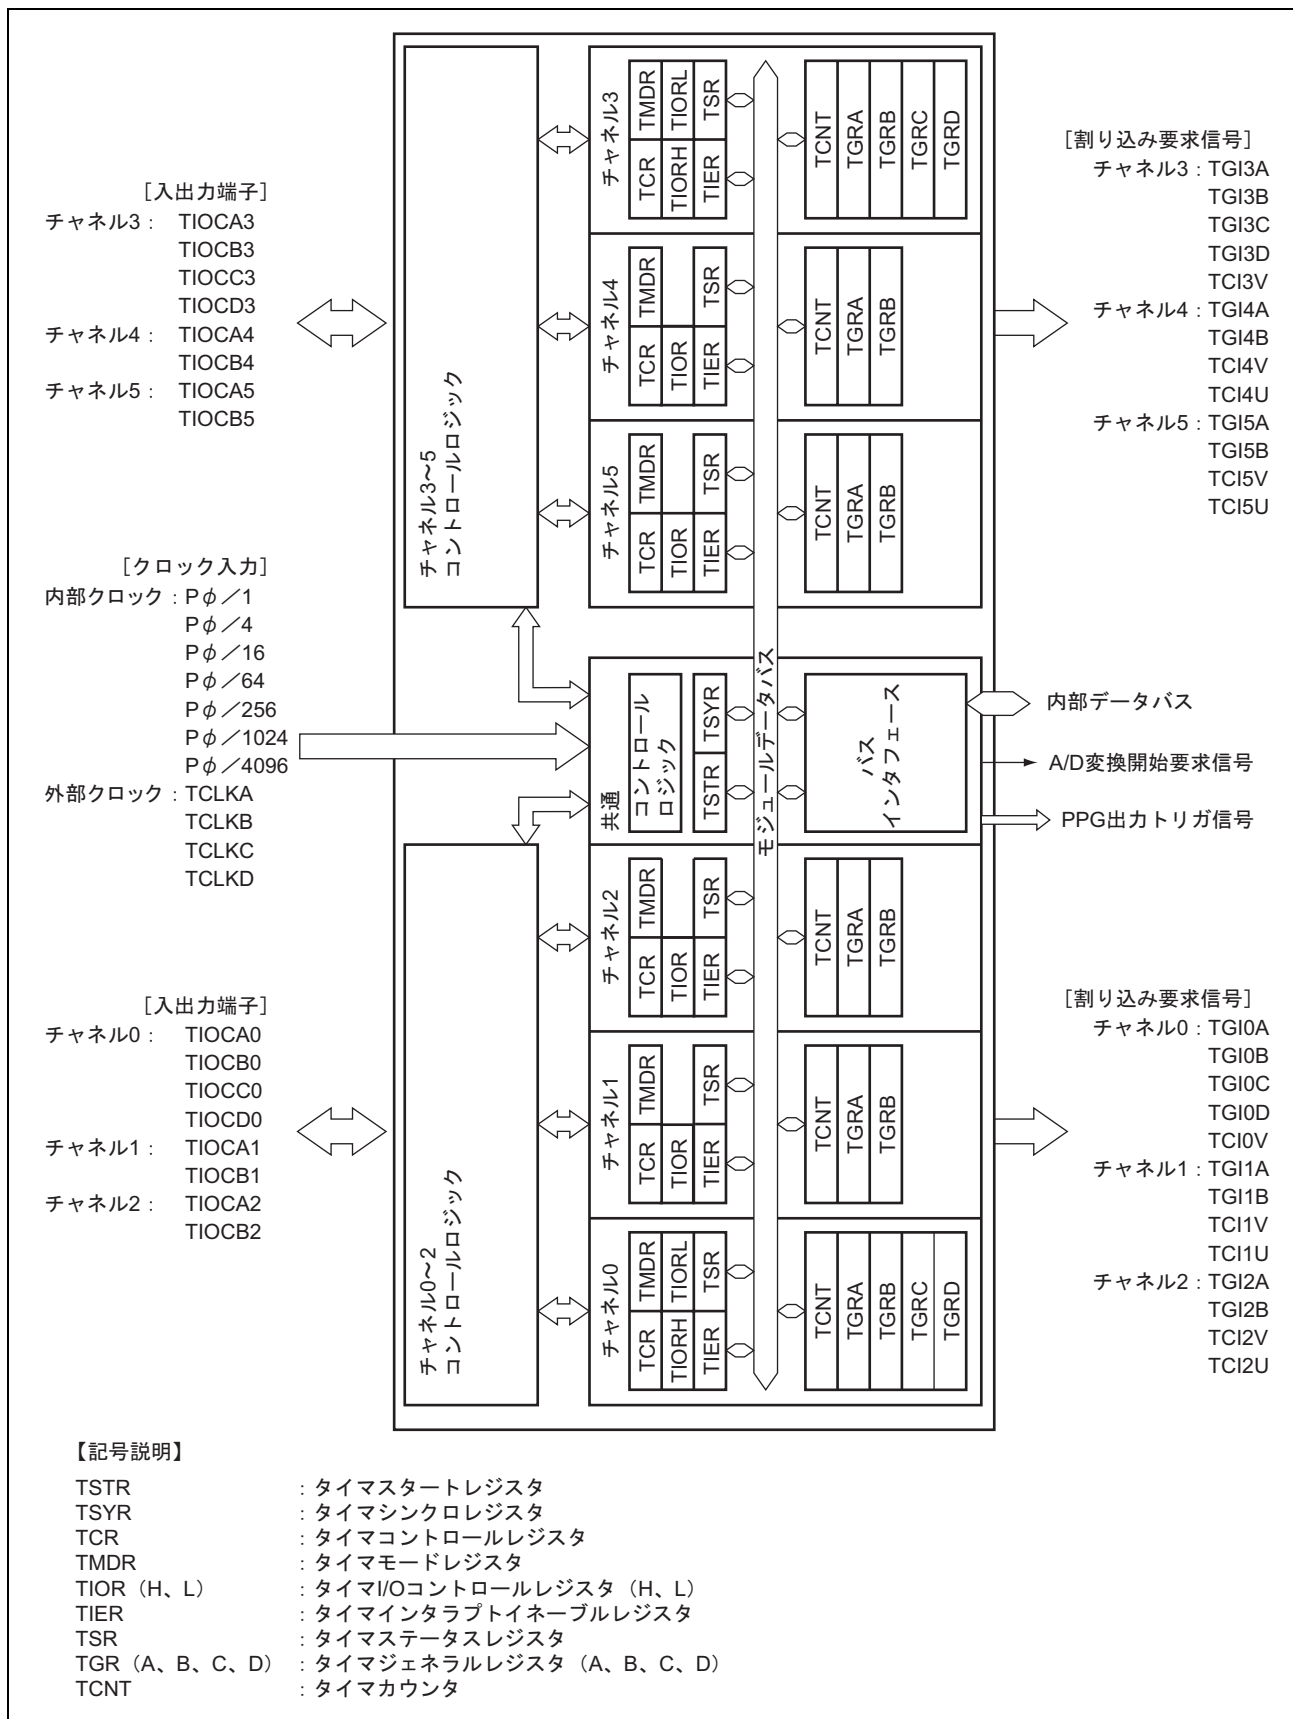 [入出力端子]
チャネル3： TIOCA3
TIOCB3
TIOCC3
TIOCD3
チャネル4： TIOCA4
TIOCB4
チャネル5： TIOCA5
TIOCB5
[クロック入力]
内部クロック：Pφ／1
Pφ／4
Pφ／16
Pφ／64
Pφ／256
Pφ／1024
Pφ／4096
外部クロック：TCLKA
TCLKB
TCLKC
TCLKD
[入出力端子]
チャネル0： TIOCA0
TIOCB0
TIOCC0
TIOCD0
チャネル1： TIOCA1
TIOCB1
チャネル2： TIOCA2
TIOCB2
チャネル3～5
コントロールロジック
チャネル0～2
コントロールロジック
チャネル3
TCR TMDR
TIORH TIORL
TIER TSR
TCNT
TGRA
TGRB
TGRC
TGRD
チャネル4
TCR TMDR
TIOR
TIER TSR
TCNT
TGRA
TGRB
チャネル5
TCR TMDR
TIOR
TIER TSR
TCNT
TGRA
TGRB
共通
コントロール
ロジック
TSTR TSYR
モジュールデータバス
バス
インタフェース
チャネル2
TCR TMDR
TIOR
TIER TSR
TCNT
TGRA
TGRB
チャネル1
TCR TMDR
TIOR
TIER TSR
TCNT
TGRA
TGRB
チャネル0
TCR TMDR
TIORH TIORL
TIER TSR
TCNT
TGRA
TGRB
TGRC
TGRD
[割り込み要求信号]
チャネル3：TGI3A
TGI3B
TGI3C
TGI3D
TCI3V
チャネル4：TGI4A
TGI4B
TCI4V
TCI4U
チャネル5：TGI5A
TGI5B
TCI5V
TCI5U
内部データバス
A/D変換開始要求信号
PPG出力トリガ信号
[割り込み要求信号]
チャネル0：TGI0A
TGI0B
TGI0C
TGI0D
TCI0V
チャネル1：TGI1A
TGI1B
TCI1V
TCI1U
チャネル2：TGI2A
TGI2B
TCI2V
TCI2U
【記号説明】
TSTR ：タイマスタートレジスタ
TSYR ：タイマシンクロレジスタ
TCR ：タイマコントロールレジスタ
TMDR ：タイマモードレジスタ
TIOR（H、L） ：タイマI/Oコントロールレジスタ（H、L）
TIER ：タイマインタラプトイネーブルレジスタ
TSR ：タイマステータスレジスタ
TGR（A、B、C、D） ：タイマジェネラルレジスタ（A、B、C、D）
TCNT ：タイマカウンタ